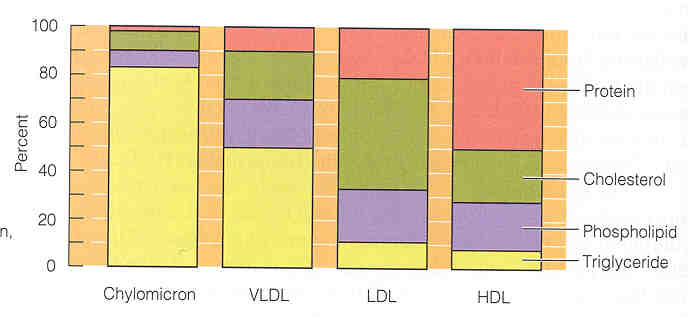 100
80
60
40
20
0
Percent
n,
Protein
Cholesterol
Phospholipid
Triglyceride
Chylomicron VLDL LDL HDL